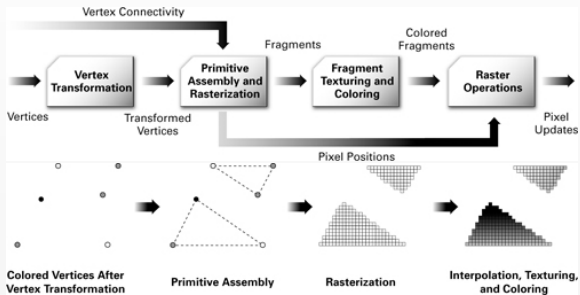 Vertex Connectivity
Vertex
Transformation
Primitive
Assembly and
Rasterization
Fragments
Fragment
Texturing and
Coloring
Colored
Fragments
Raster
Operations
Vertices
Transformed
Vertices
Pixel
Updates
Pixel Positions
Colored Vertices After
Vertex Transformation
Primitive Assembly
Rasterization
Interpolation, Texturing,
and Coloring